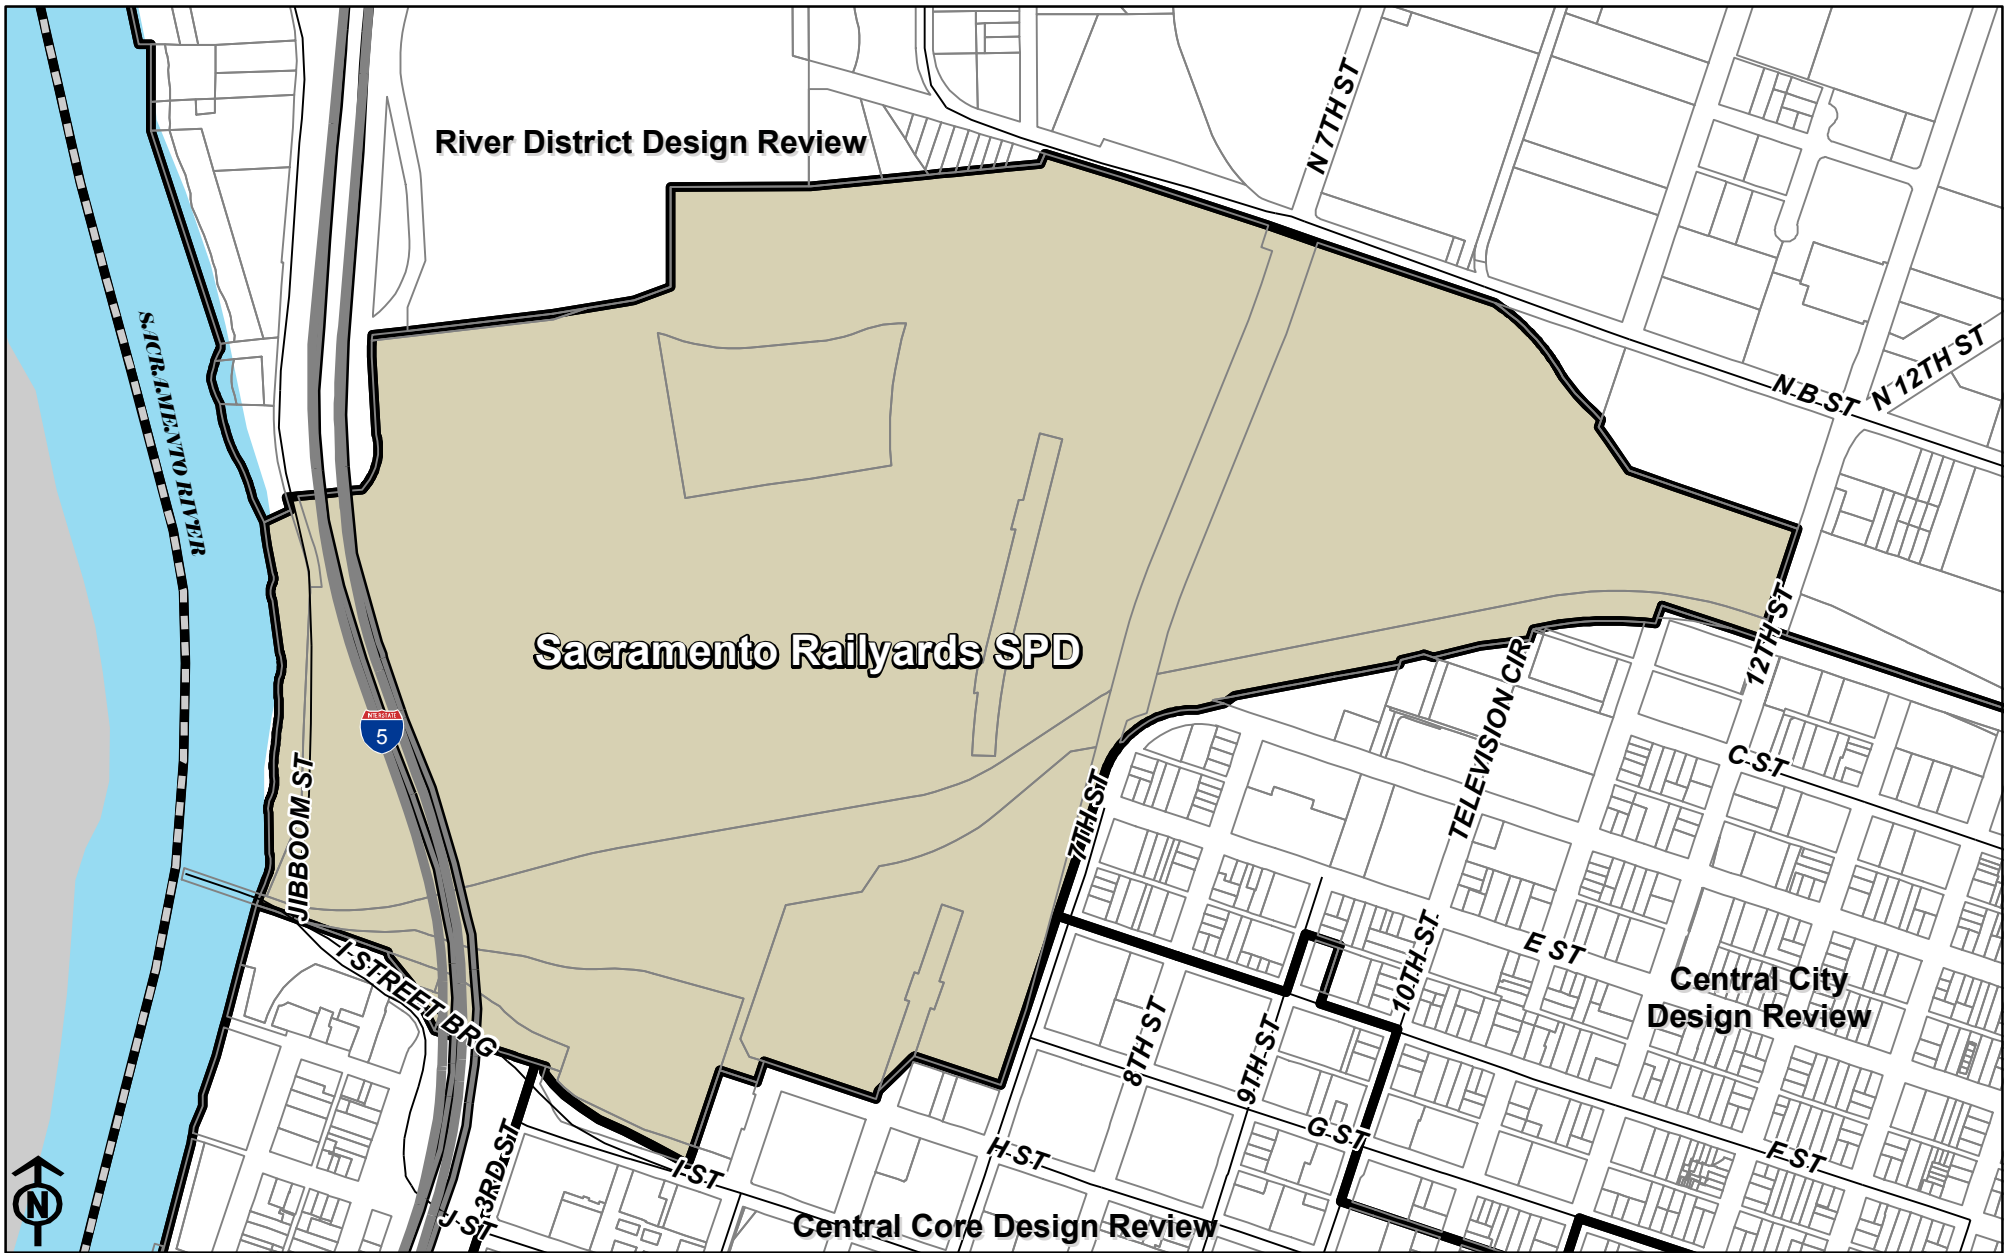 River District Design Review
N 7TH ST
SACRAMENTO RIVER
N B ST
N 12TH ST
Sacramento Railyards SPD
12TH ST
TELEVISION CIR
INTERSTATE
5
C ST
JIBBOOM ST
7TH ST
I STREET BRG
10TH ST
E ST
Central City
Design Review
8TH ST
9TH ST
G ST
F ST
H ST
3RD ST
I ST
J ST
Central Core Design Review
N